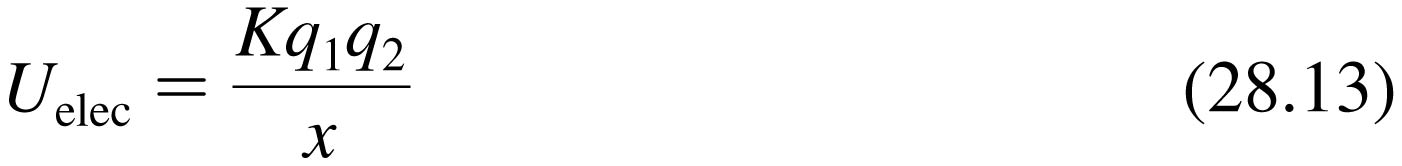 U_elec = Kq₁q₂/x (28.13)